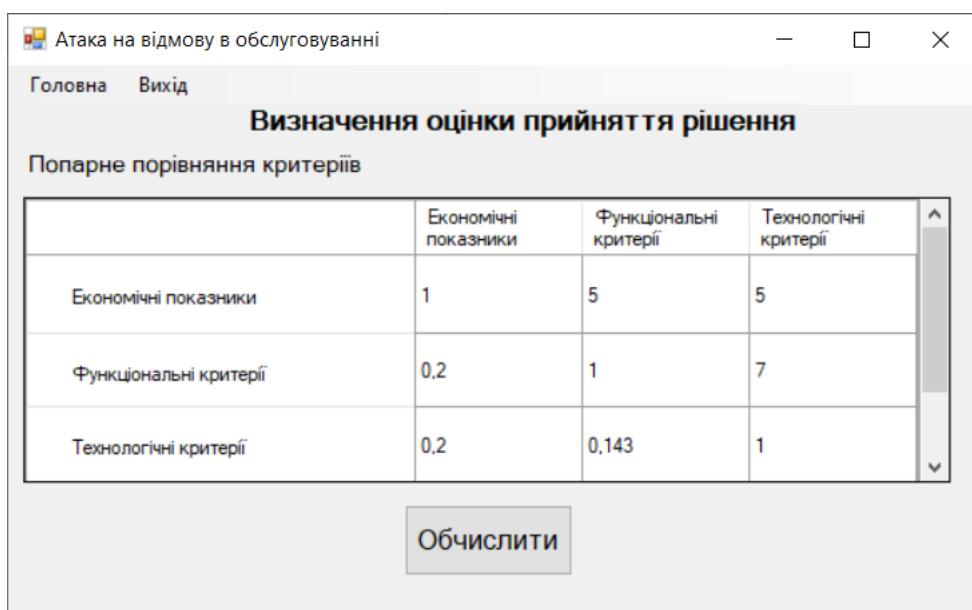 Атака на відмову в обслуговуванні
Головна Вихід
Визначення оцінки прийняття рішення
Попарне порівняння критеріїв
Економічні показники Функціональні критерії Технологічні критерії
Економічні показники 1 5 5
Функціональні критерії 0,2 1 7
Технологічні критерії 0,2 0,143 1
Обчислити